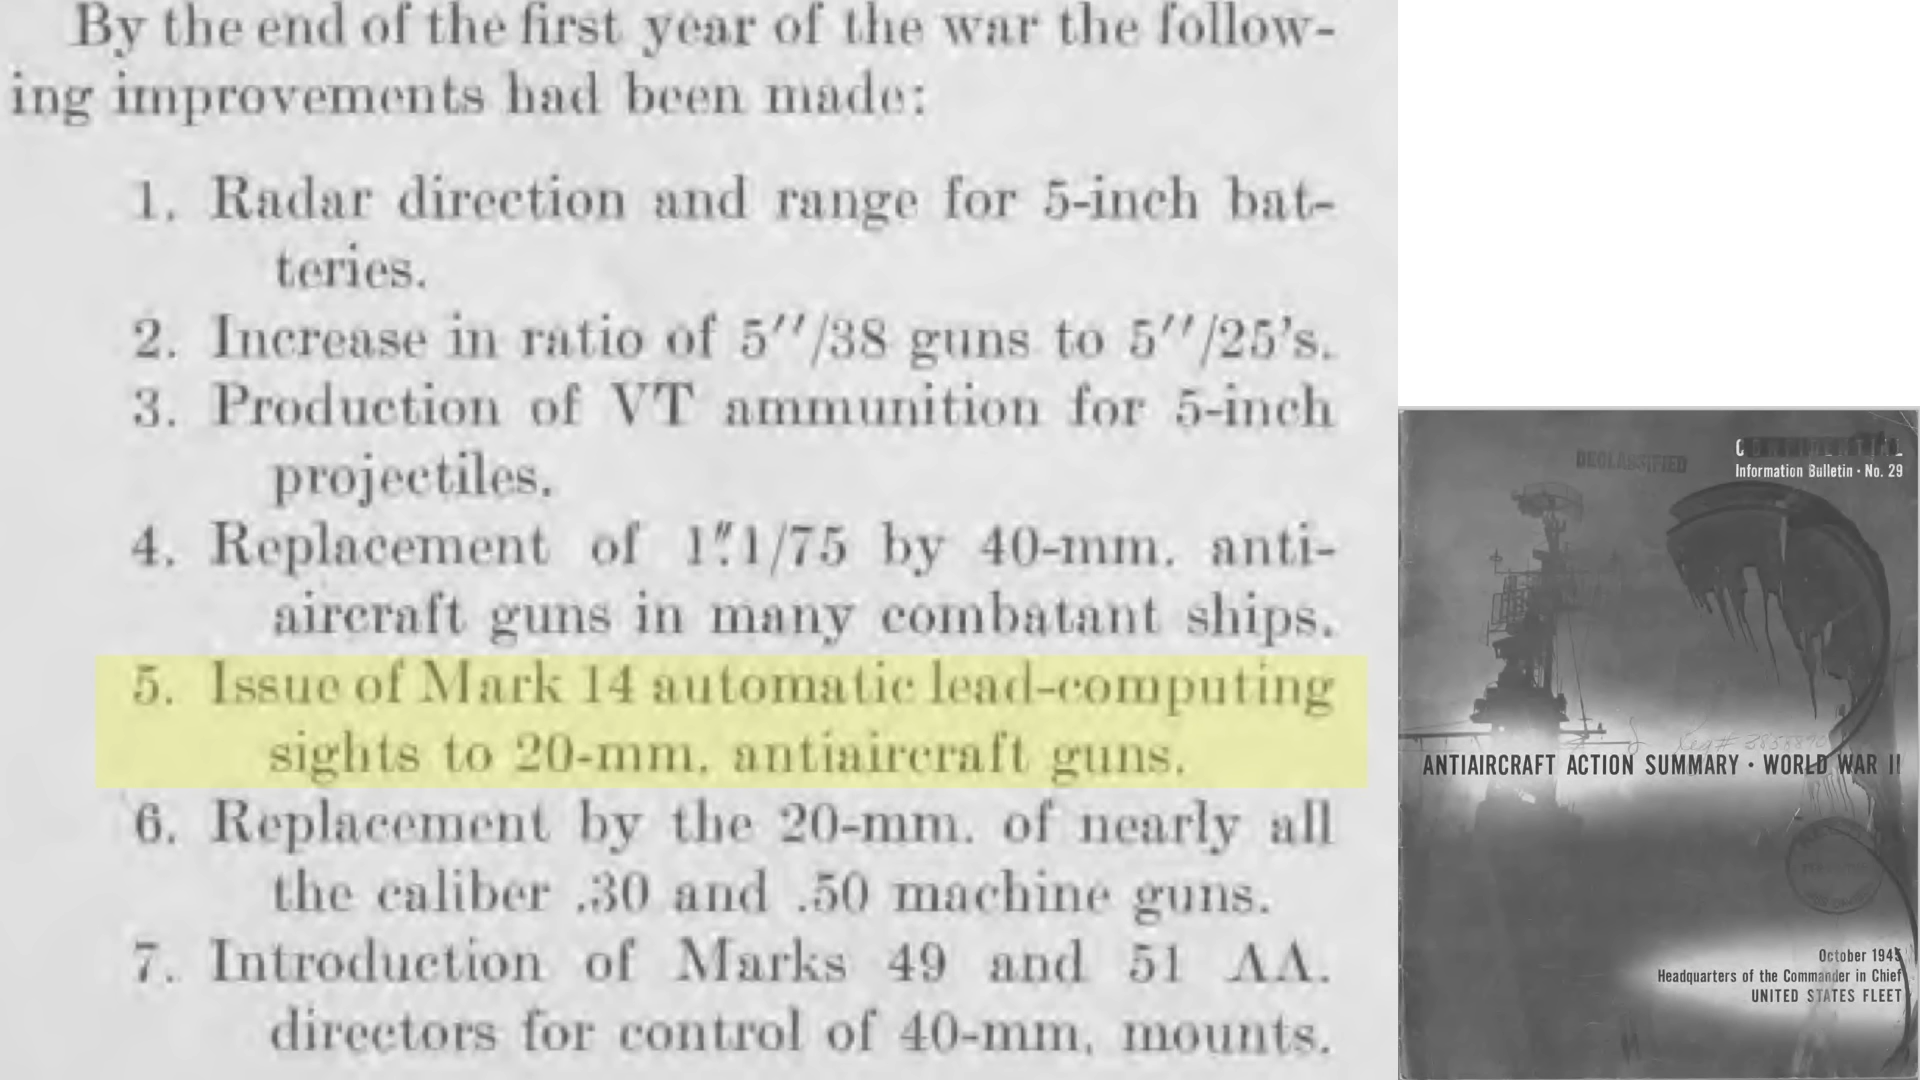 By the end of the first year of the war the follow-
ing improvements had been made:
1. Radar direction and range for 5-inch bat-
teries.
2. Increase in ratio of 5''/38 guns to 5''/25's.
3. Production of VT ammunition for 5-inch
projectiles.
4. Replacement of 1".1/75 by 40-mm. anti-
aircraft guns in many combatant ships.
5. Issue of Mark 14 automatic lead-computing
sights to 20-mm. antiaircraft guns.
6. Replacement by the 20-mm. of nearly all
the caliber .30 and .50 machine guns.
7. Introduction of Marks 49 and 51 AA.
directors for control of 40-mm. mounts.
DECLASSIFIED
CONFIDENTIAL
Information Bulletin · No. 29
ANTIAIRCRAFT ACTION SUMMARY · WORLD WAR II
October 1945
Headquarters of the Commander in Chief
UNITED STATES FLEET